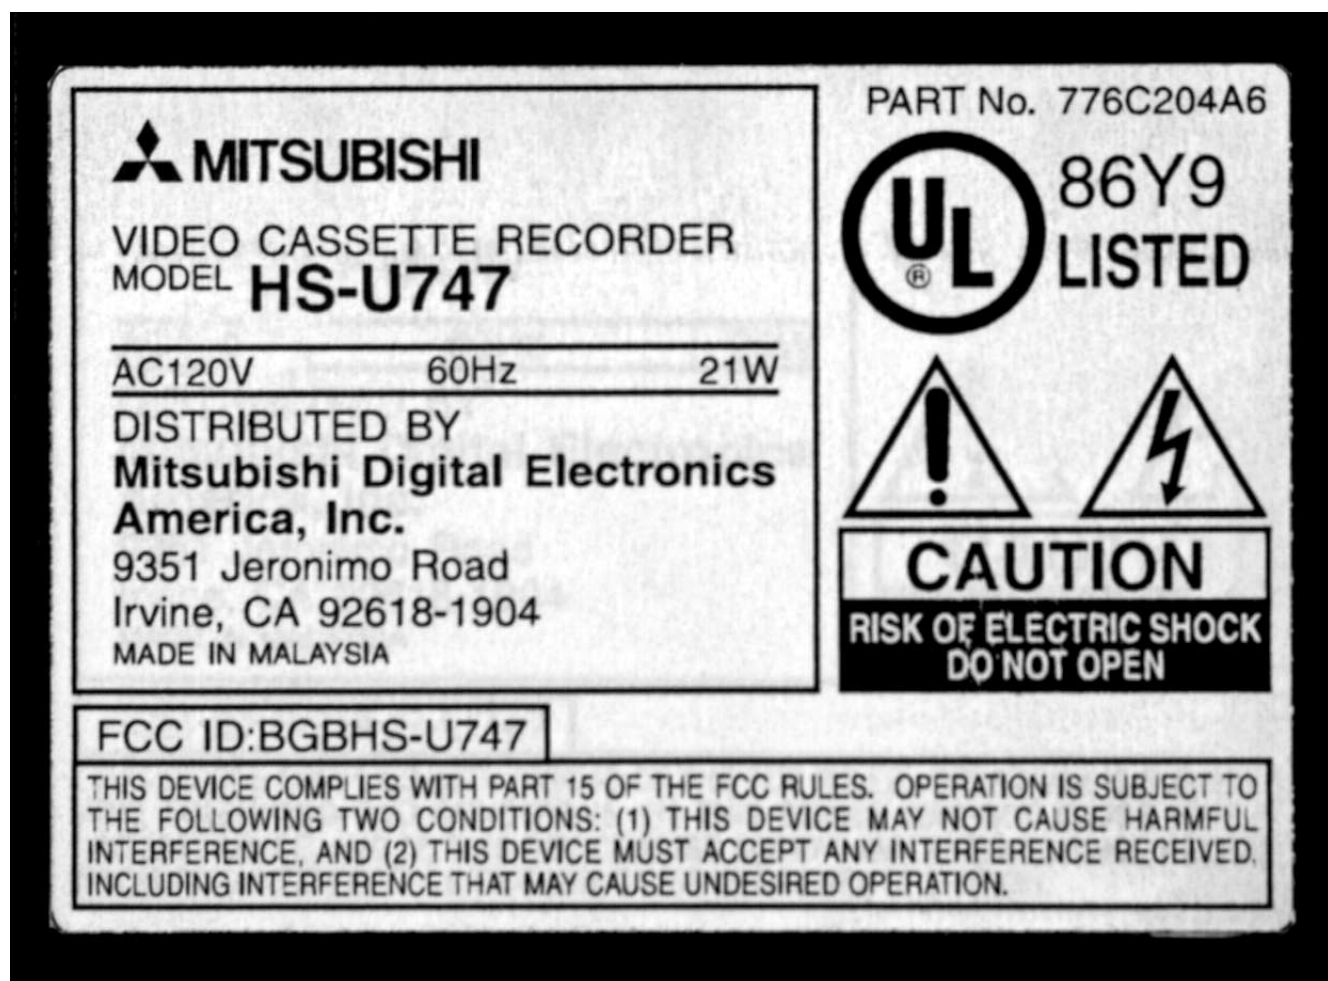 MITSUBISHI
VIDEO CASSETTE RECORDER
MODEL HS-U747
AC120V 60Hz 21W
DISTRIBUTED BY
Mitsubishi Digital Electronics
America, Inc.
9351 Jeronimo Road
Irvine, CA 92618-1904
MADE IN MALAYSIA
PART No. 776C204A6
UL ® 86Y9
LISTED
CAUTION
RISK OF ELECTRIC SHOCK
DO NOT OPEN
FCC ID:BGBHS-U747
THIS DEVICE COMPLIES WITH PART 15 OF THE FCC RULES. OPERATION IS SUBJECT TO
THE FOLLOWING TWO CONDITIONS: (1) THIS DEVICE MAY NOT CAUSE HARMFUL
INTERFERENCE, AND (2) THIS DEVICE MUST ACCEPT ANY INTERFERENCE RECEIVED,
INCLUDING INTERFERENCE THAT MAY CAUSE UNDESIRED OPERATION.